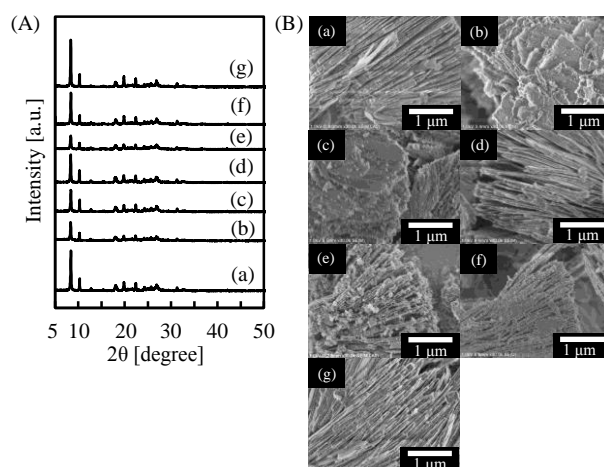 (A)
Intensity [a.u.]
(g)
(f)
(e)
(d)
(c)
(b)
(a)
5 10 20 30 40 50
2θ [degree]
(B)
(a)
1 μm
(b)
1 μm
(c)
1 μm
(d)
1 μm
(e)
1 μm
(f)
1 μm
(g)
1 μm